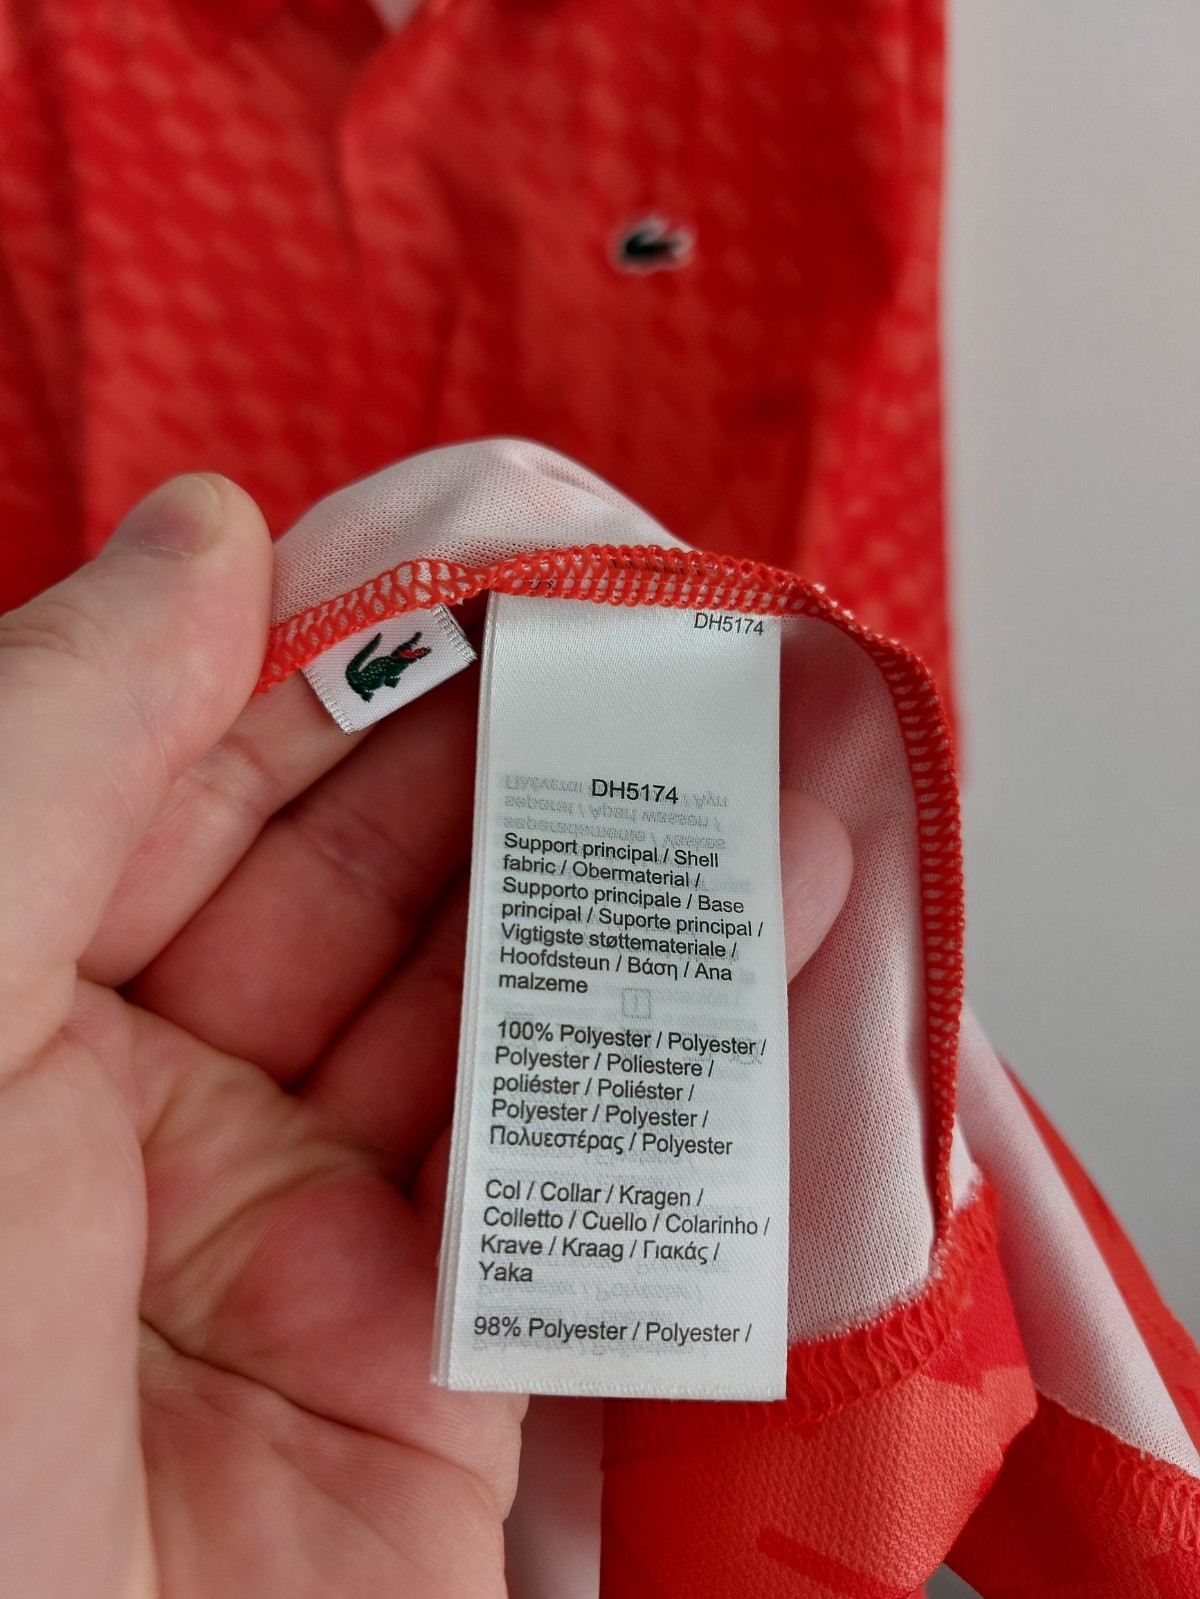 DH5174
DH5174
Support principal / Shell
fabric / Obermaterial /
Supporto principale / Base
principal / Suporte principal /
Vigtigste støttemateriale /
Hoofdsteun / Βάση / Ana
malzeme
100% Polyester / Polyester /
Polyester / Poliestere /
poliéster / Poliéster /
Polyester / Polyester /
Πολυεστέρας / Polyester
Col / Collar / Kragen /
Colletto / Cuello / Colarinho /
Krave / Kraag / Γιακάς /
Yaka
98% Polyester / Polyester /